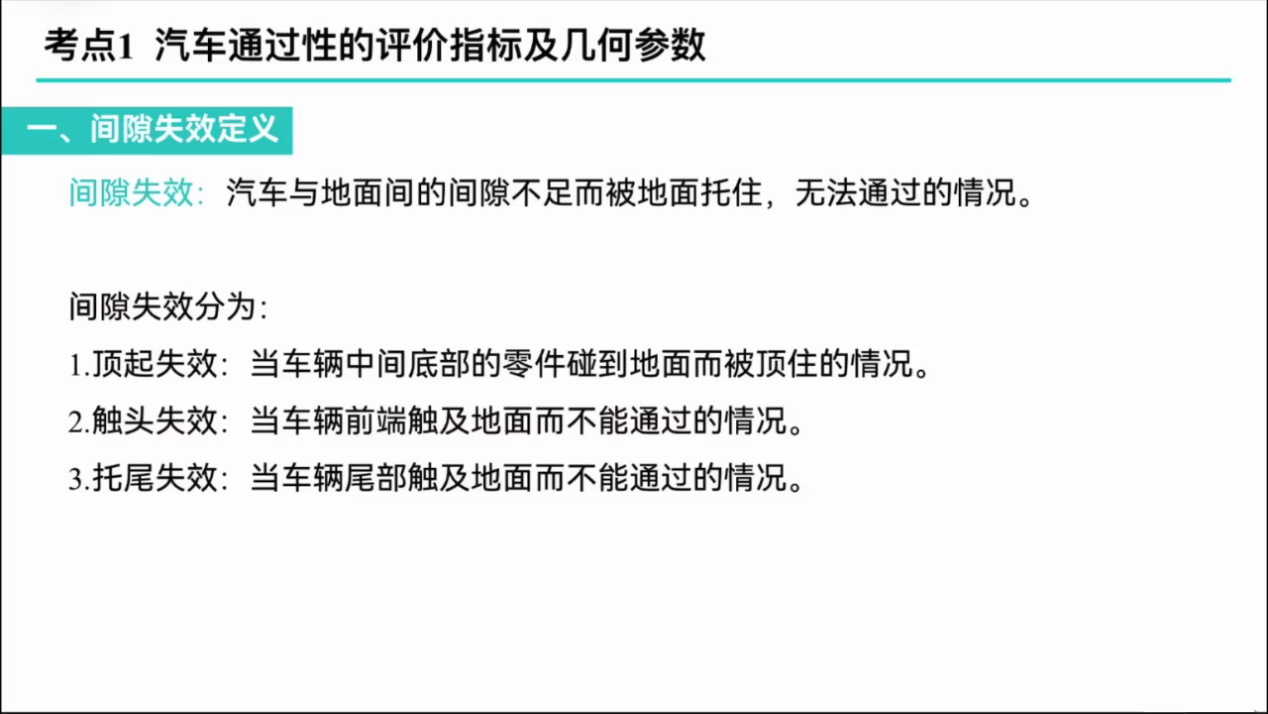 考点1 汽车通过性的评价指标及几何参数
一、间隙失效定义
间隙失效：汽车与地面间的间隙不足而被地面托住，无法通过的情况。
间隙失效分为：
1.顶起失效：当车辆中间底部的零件碰到地面而被顶住的情况。
2.触头失效：当车辆前端触及地面而不能通过的情况。
3.托尾失效：当车辆尾部触及地面而不能通过的情况。